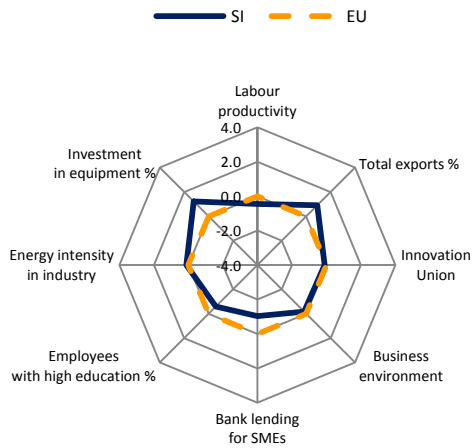 SI EU
Labour
productivity
4.0
Investment
in equipment %
Total exports %
2.0
0.0
-2.0
Energy intensity
in industry
-4.0
Innovation
Union
Employees
with high education %
Business
environment
Bank lending
for SMEs